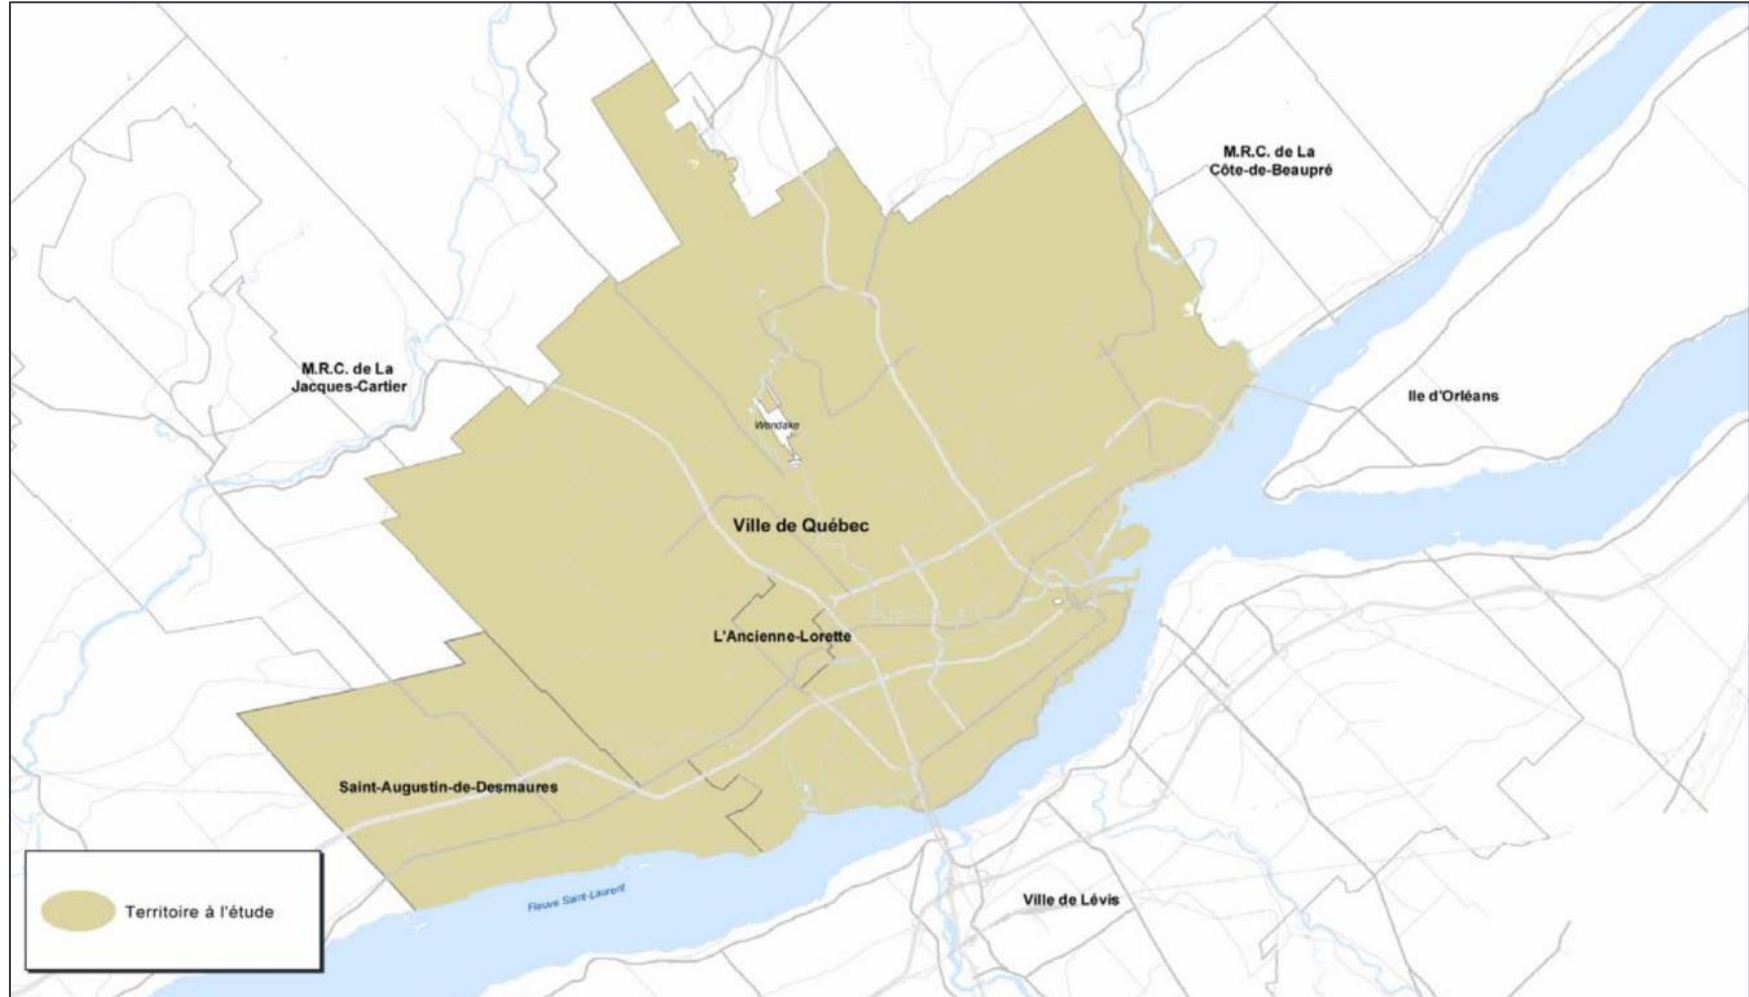 M.R.C. de La
Côte-de-Beaupré
M.R.C. de La
Jacques-Cartier
Ile d'Orléans
Wendake
Ville de Québec
L'Ancienne-Lorette
Saint-Augustin-de-Desmaures
Fleuve Saint-Laurent
Ville de Lévis
Territoire à l'étude